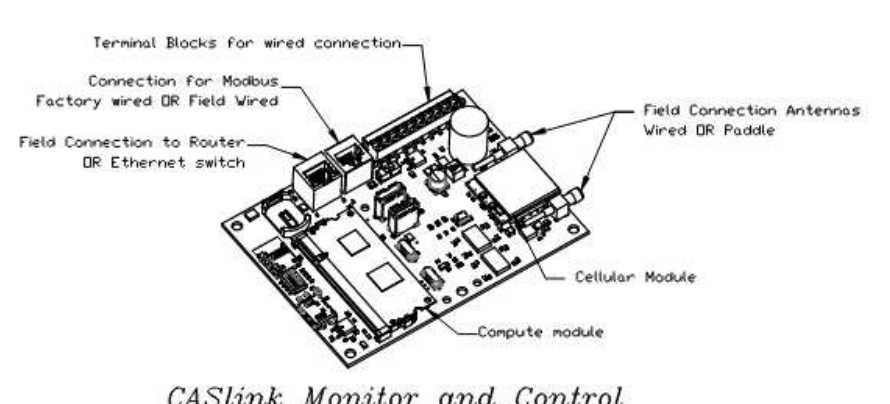 Terminal Blocks for wired connection
Connection for Modbus
Factory wired OR Field Wired
Field Connection to Router
OR Ethernet switch
Field Connection Antennas
Wired OR Paddle
Cellular Module
Compute module
CASlink Monitor and Control